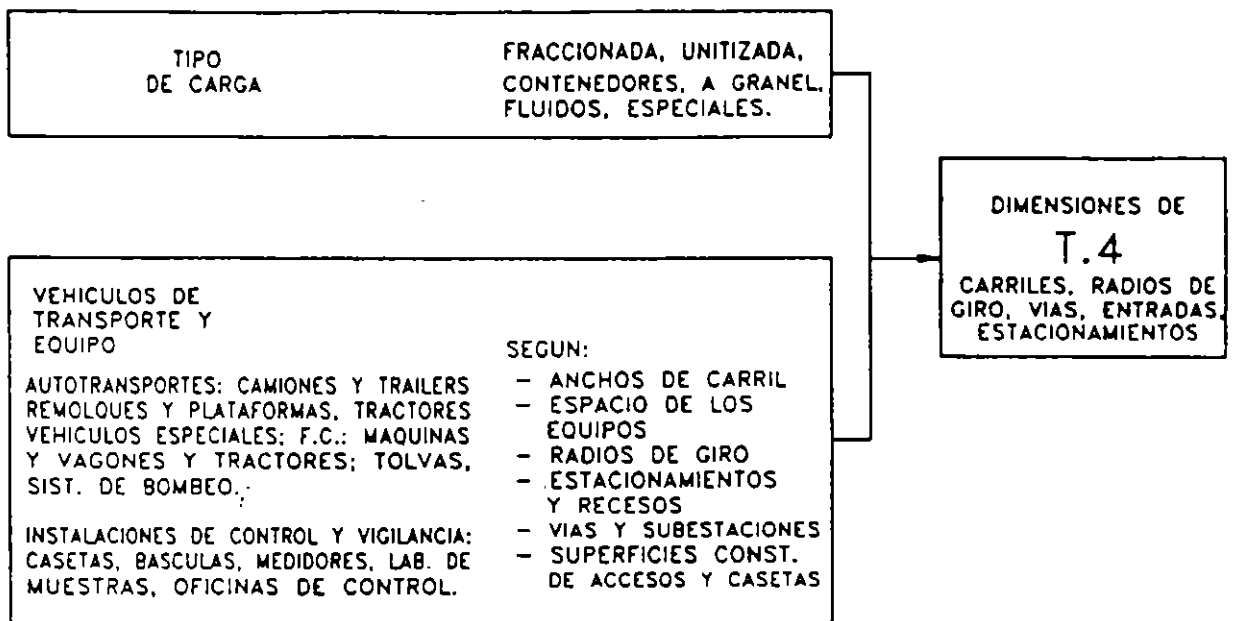 TIPO
DE CARGA
FRACCIONADA, UNITIZADA,
CONTENEDORES, A GRANEL,
FLUIDOS, ESPECIALES.
VEHICULOS DE
TRANSPORTE Y
EQUIPO
AUTOTRANSPORTES: CAMIONES Y TRAILERS
REMOLQUES Y PLATAFORMAS, TRACTORES
VEHICULOS ESPECIALES; F.C.: MAQUINAS
Y VAGONES Y TRACTORES; TOLVAS,
SIST. DE BOMBEO.
INSTALACIONES DE CONTROL Y VIGILANCIA:
CASETAS, BASCULAS, MEDIDORES, LAB. DE
MUESTRAS, OFICINAS DE CONTROL.
SEGUN:
- ANCHOS DE CARRIL
- ESPACIO DE LOS
EQUIPOS
- RADIOS DE GIRO
- ESTACIONAMIENTOS
Y RECESOS
- VIAS Y SUBESTACIONES
- SUPERFICIES CONST.
DE ACCESOS Y CASETAS
DIMENSIONES DE
T.4
CARRILES, RADIOS DE
GIRO, VIAS, ENTRADAS,
ESTACIONAMIENTOS